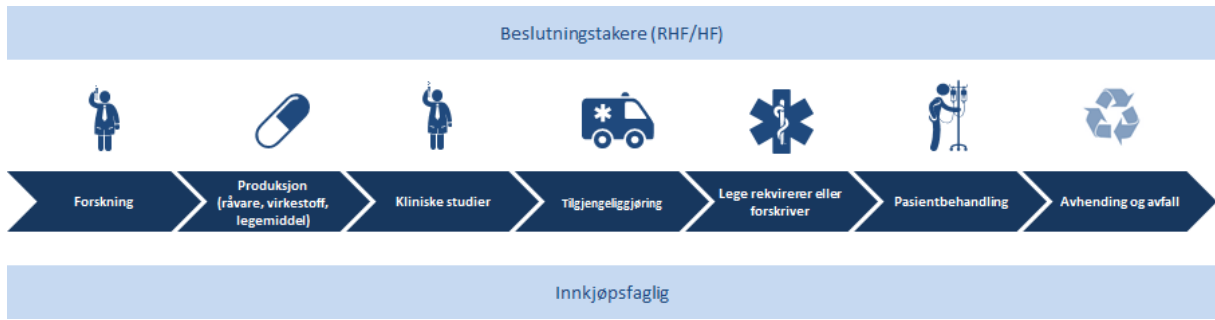 Beslutningstakere (RHF/HF)
Forskning
Produksjon
(råvare, virkestoff,
legemiddel)
Kliniske studier
Tilgjengeliggjøring
Lege rekvirerer eller
forskriver
Pasientbehandling
Avhending og avfall
Innkjøpsfaglig